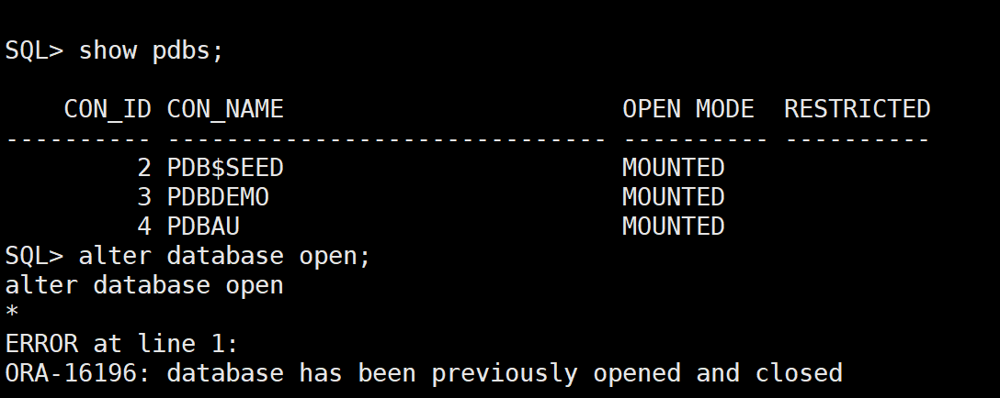 SQL> show pdbs;
    CON_ID CON_NAME                       OPEN MODE  RESTRICTED
---------- ------------------------------ ---------- ----------
         2 PDB$SEED                       MOUNTED
         3 PDBDEMO                        MOUNTED
         4 PDBAU                          MOUNTED
SQL> alter database open;
alter database open
*
ERROR at line 1:
ORA-16196: database has been previously opened and closed